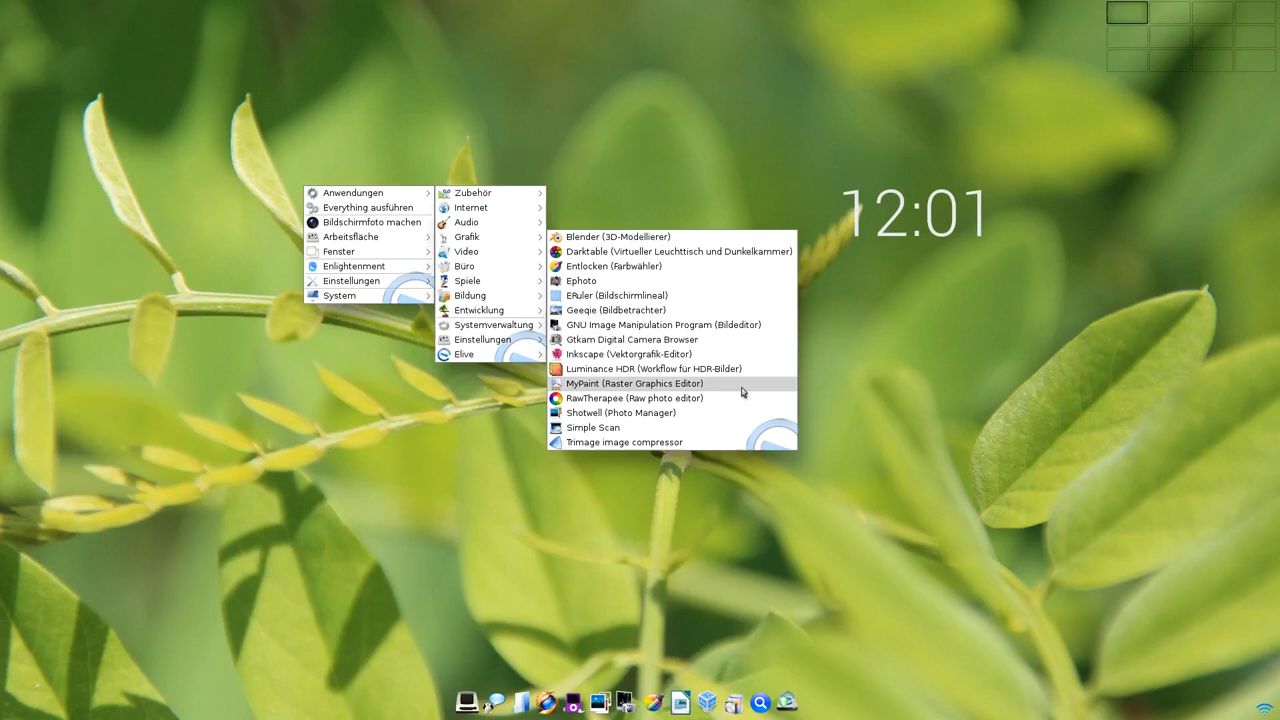 Anwendungen
Everything ausführen
Bildschirmfoto machen
Arbeitsfläche
Fenster
Enlightenment
Einstellungen
System
Zubehör
Internet
Audio
Grafik
Video
Büro
Spiele
Bildung
Entwicklung
Systemverwaltung
Einstellungen
Elive
Blender (3D-Modellierer)
Darktable (Virtueller Leuchttisch und Dunkelkammer)
Entlocken (Farbwähler)
Ephoto
ERuler (Bildschirmlineal)
Geeqie (Bildbetrachter)
GNU Image Manipulation Program (Bildeditor)
Gtkam Digital Camera Browser
Inkscape (Vektorgrafik-Editor)
Luminance HDR (Workflow für HDR-Bilder)
MyPaint (Raster Graphics Editor)
RawTherapee (Raw photo editor)
Shotwell (Photo Manager)
Simple Scan
Trimage image compressor
12:01